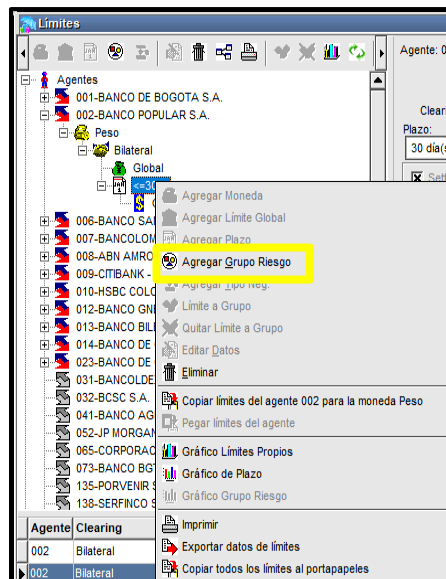 Límites
Agente: 0
Agentes
001-BANCO DE BOGOTA S.A.
002-BANCO POPULAR S.A.
Peso
Clear
Bilateral
Plazo:
Global
30 día(s
<=30
Sett
Agregar Moneda
Agregar Límite Global
006-BANCO SA
007-BANCOLOM
Agregar Plazo
008-ABN AMRO
Agregar Grupo Riesgo
009-CITIBANK -
010-HSBC COLO
Agregar Tipo Neg.
012-BANCO GN
Límite a Grupo
013-BANCO BIL
Quitar Límite a Grupo
014-BANCO DE
Editar Datos
023-BANCO DE
Eliminar
031-BANCOLDE
032-BCSC S.A.
Copiar límites del agente 002 para la moneda Peso
041-BANCO AG
Pegar límites del agente
052-JP MORGAN
065-CORPORAC
Gráfico Límites Propios
073-BANCO BGT
Gráfico de Plazo
135-PORVENIR S
Gráfico Grupo Riesgo
138-SERFINCO S
Agente Clearing
Imprimir
002 Bilateral
Exportar datos de límites
002 Bilateral
Copiar todos los límites al portapapeles